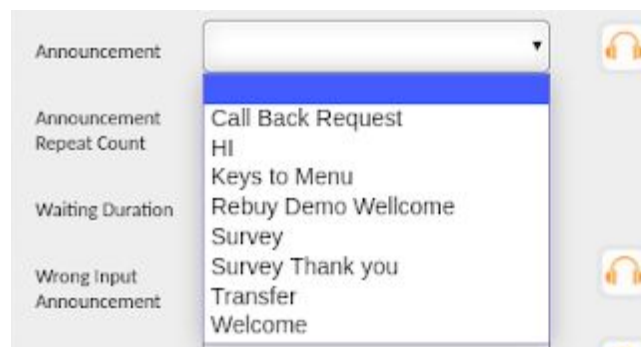 Announcement
Announcement
Repeat Count
Waiting Duration
Wrong Input
Announcement
Call Back Request
HI
Keys to Menu
Rebuy Demo Wellcome
Survey
Survey Thank you
Transfer
Welcome